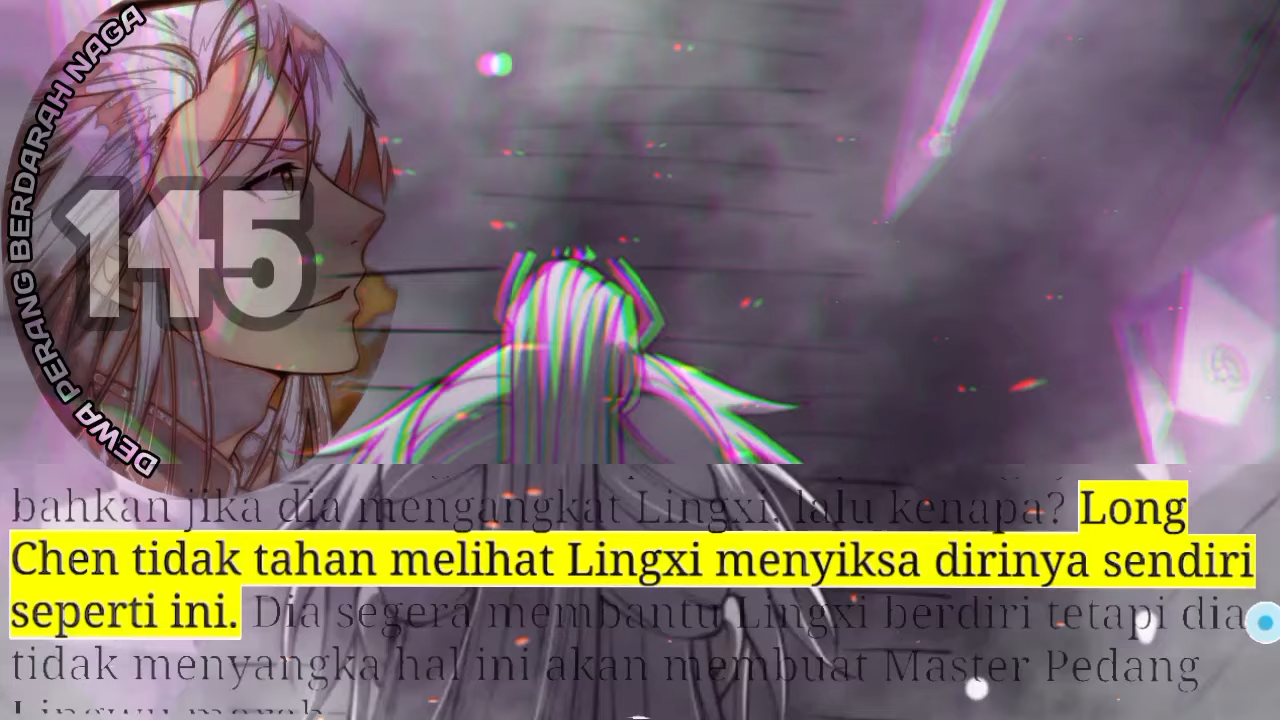 DEWA PERANG BERDARAH NAGA
145
bahkan jika dia mengangkat Lingxi, lalu kenapa? Long
Chen tidak tahan melihat Lingxi menyiksa dirinya sendiri
seperti ini. Dia segera membantu Lingxi berdiri tetapi dia
tidak menyangka hal ini akan membuat Master Pedang